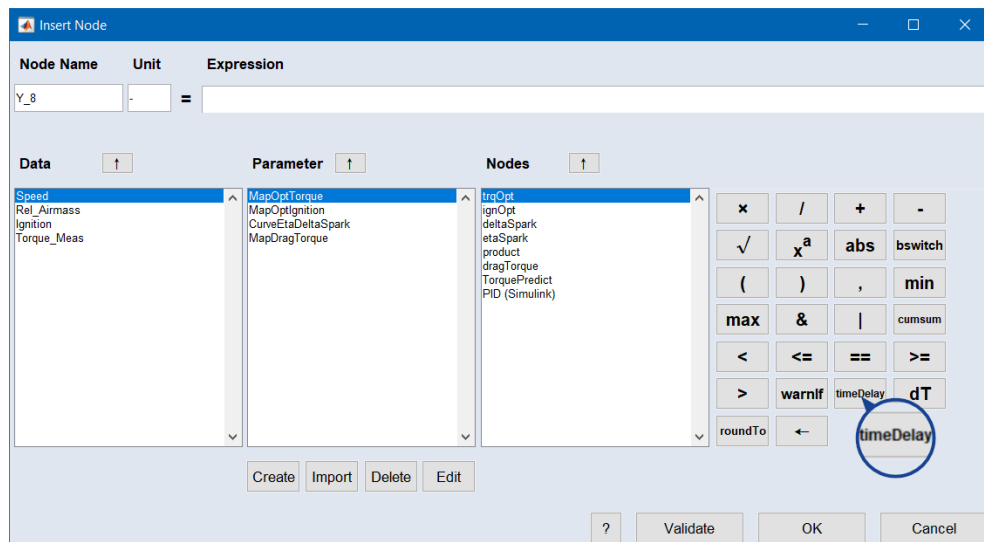 Insert Node
Node Name Unit Expression
Y_8 - =
Data ↑ Parameter ↑ Nodes ↑
Speed MapOptTorque trqOpt
Rel_Airmass MapOptIgnition ignOpt
Ignition CurveEtaDeltaSpark deltaSpark
Torque_Meas MapDragTorque etaSpark
product
dragTorque
TorquePredict
PID (Simulink)
× / + -
√ xª abs bswitch
( ) , min
max & | cumsum
< <= == >=
> warnIf timeDelay dT
roundTo ← timeDelay
Create Import Delete Edit
? Validate OK Cancel